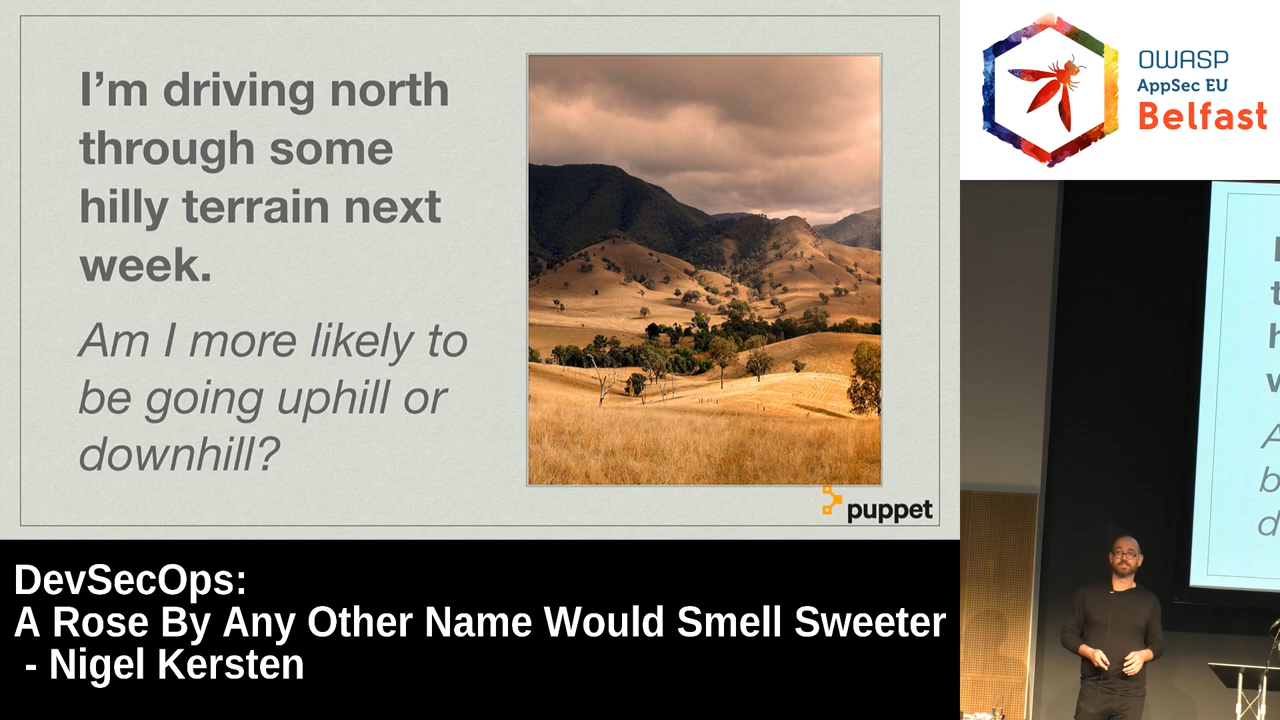 I'm driving north
through some
hilly terrain next
week.
Am I more likely to
be going uphill or
downhill?
puppet
OWASP
AppSec EU
Belfast
DevSecOps:
A Rose By Any Other Name Would Smell Sweeter
- Nigel Kersten